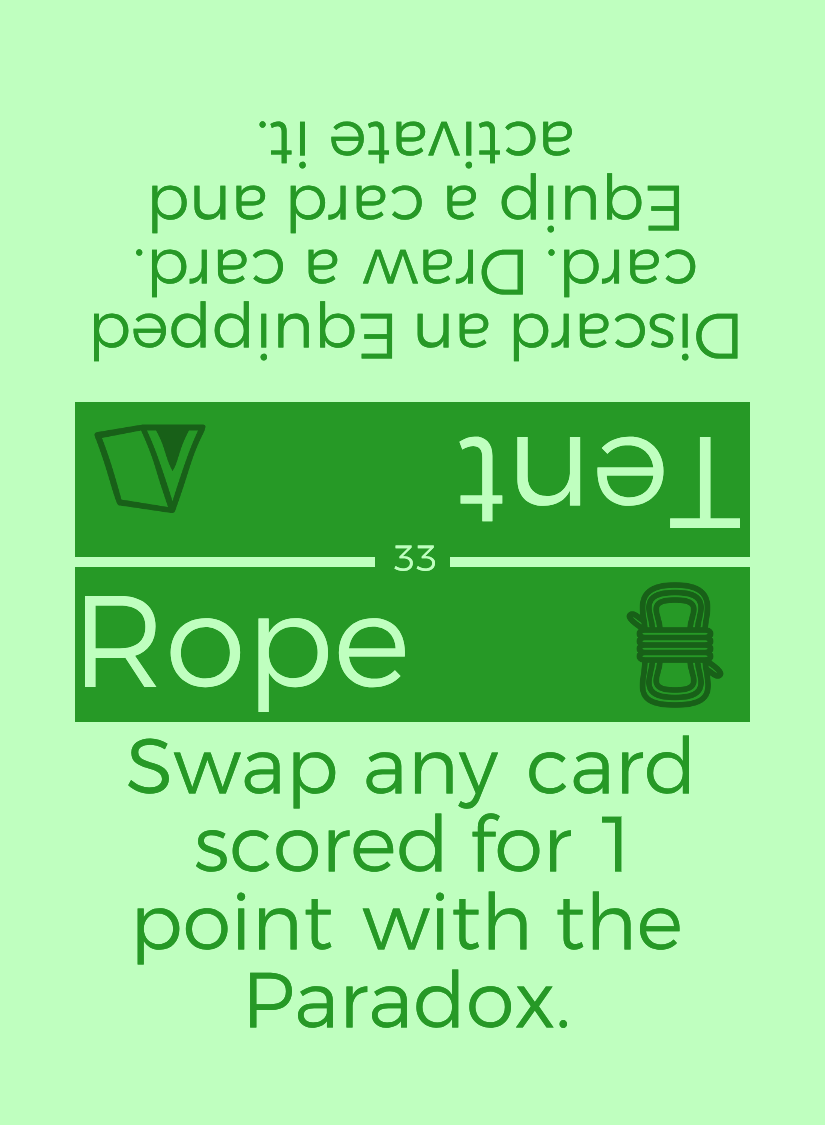 Discard an Equipped
card. Draw a card.
Equip a card and
activate it.
Tent
33
Rope
Swap any card
scored for 1
point with the
Paradox.